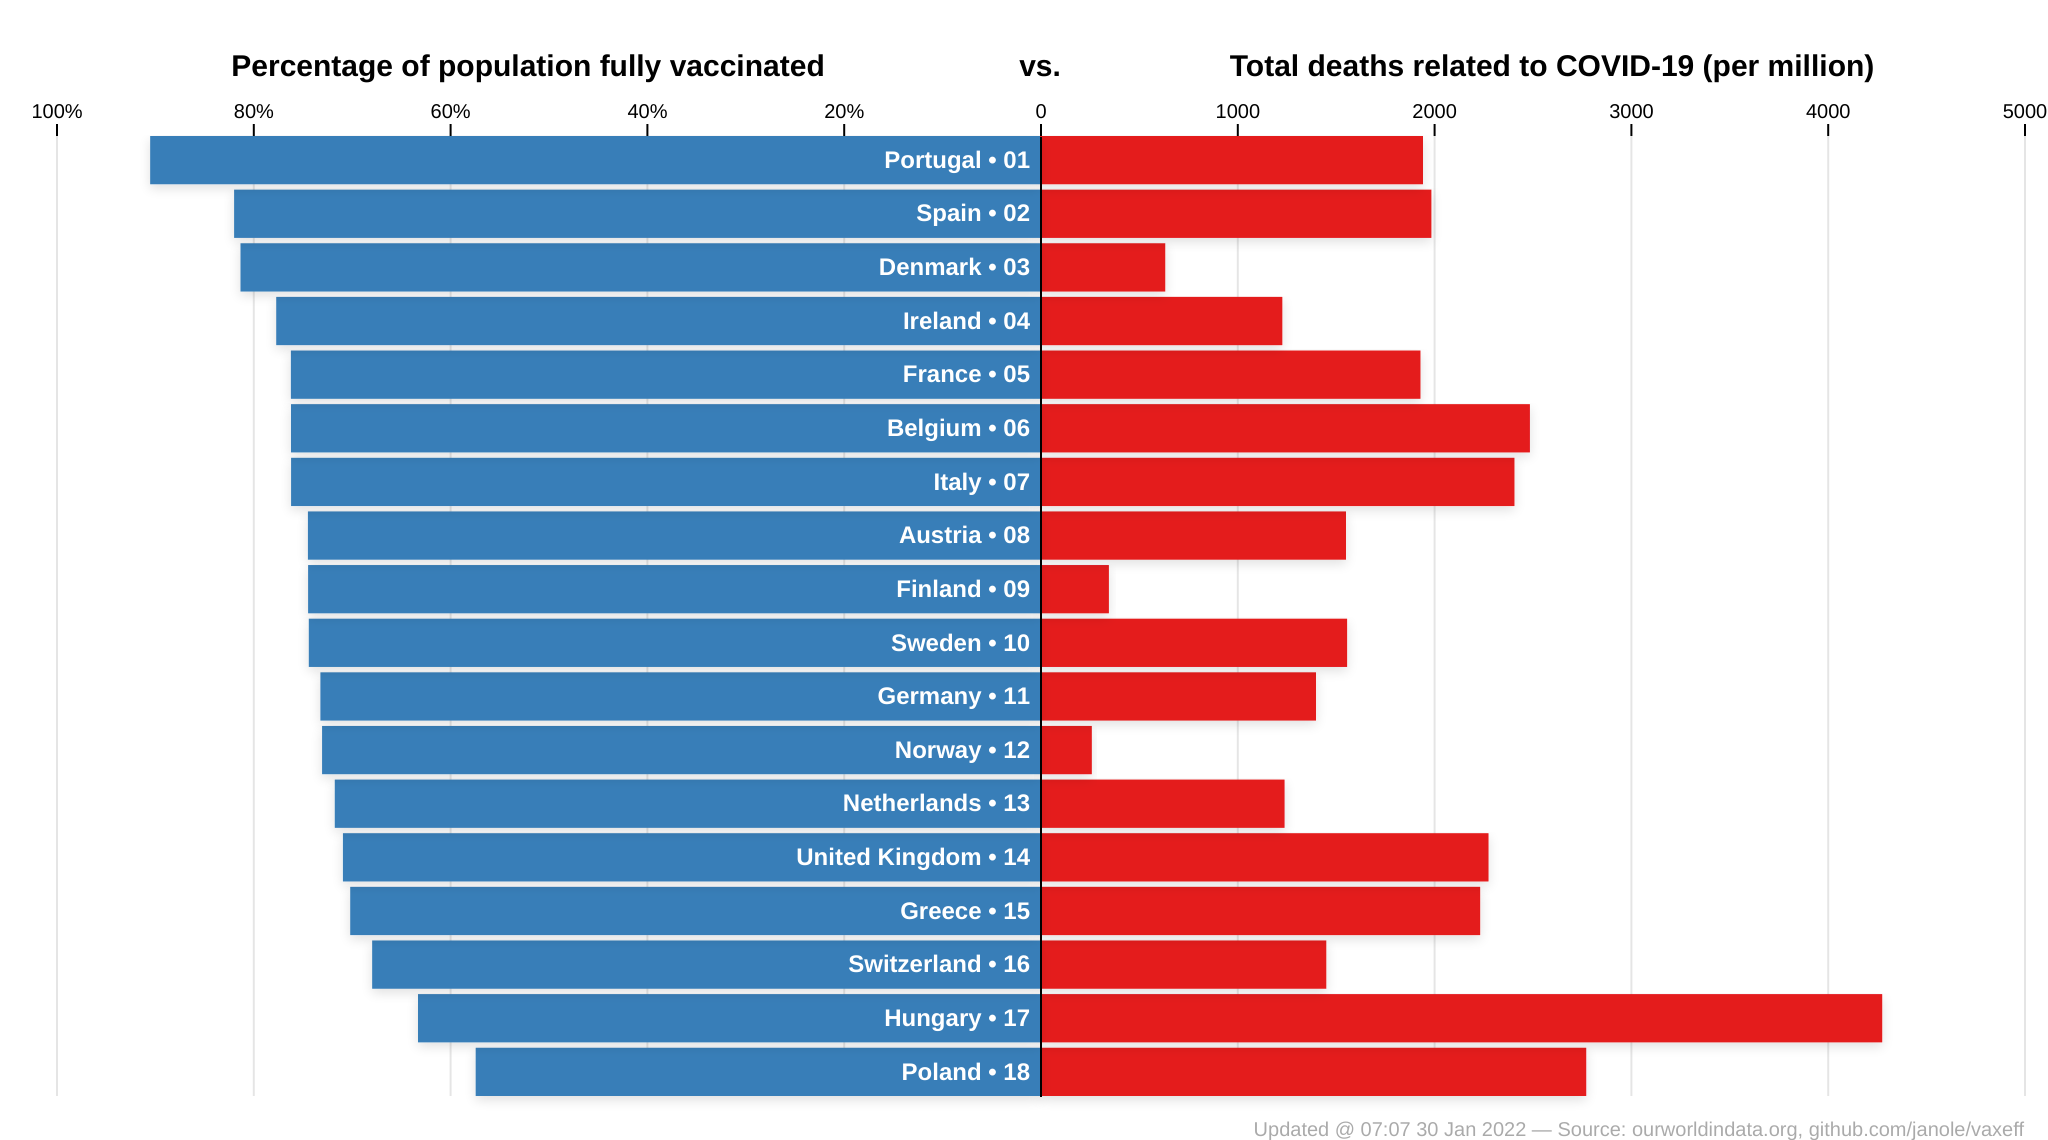 Percentage of population fully vaccinated vs. Total deaths related to COVID-19 (per million)
100% 80% 60% 40% 20% 0 1000 2000 3000 4000 5000
Portugal • 01
Spain • 02
Denmark • 03
Ireland • 04
France • 05
Belgium • 06
Italy • 07
Austria • 08
Finland • 09
Sweden • 10
Germany • 11
Norway • 12
Netherlands • 13
United Kingdom • 14
Greece • 15
Switzerland • 16
Hungary • 17
Poland • 18
Updated @ 07:07 30 Jan 2022 — Source: ourworldindata.org, github.com/janole/vaxeff